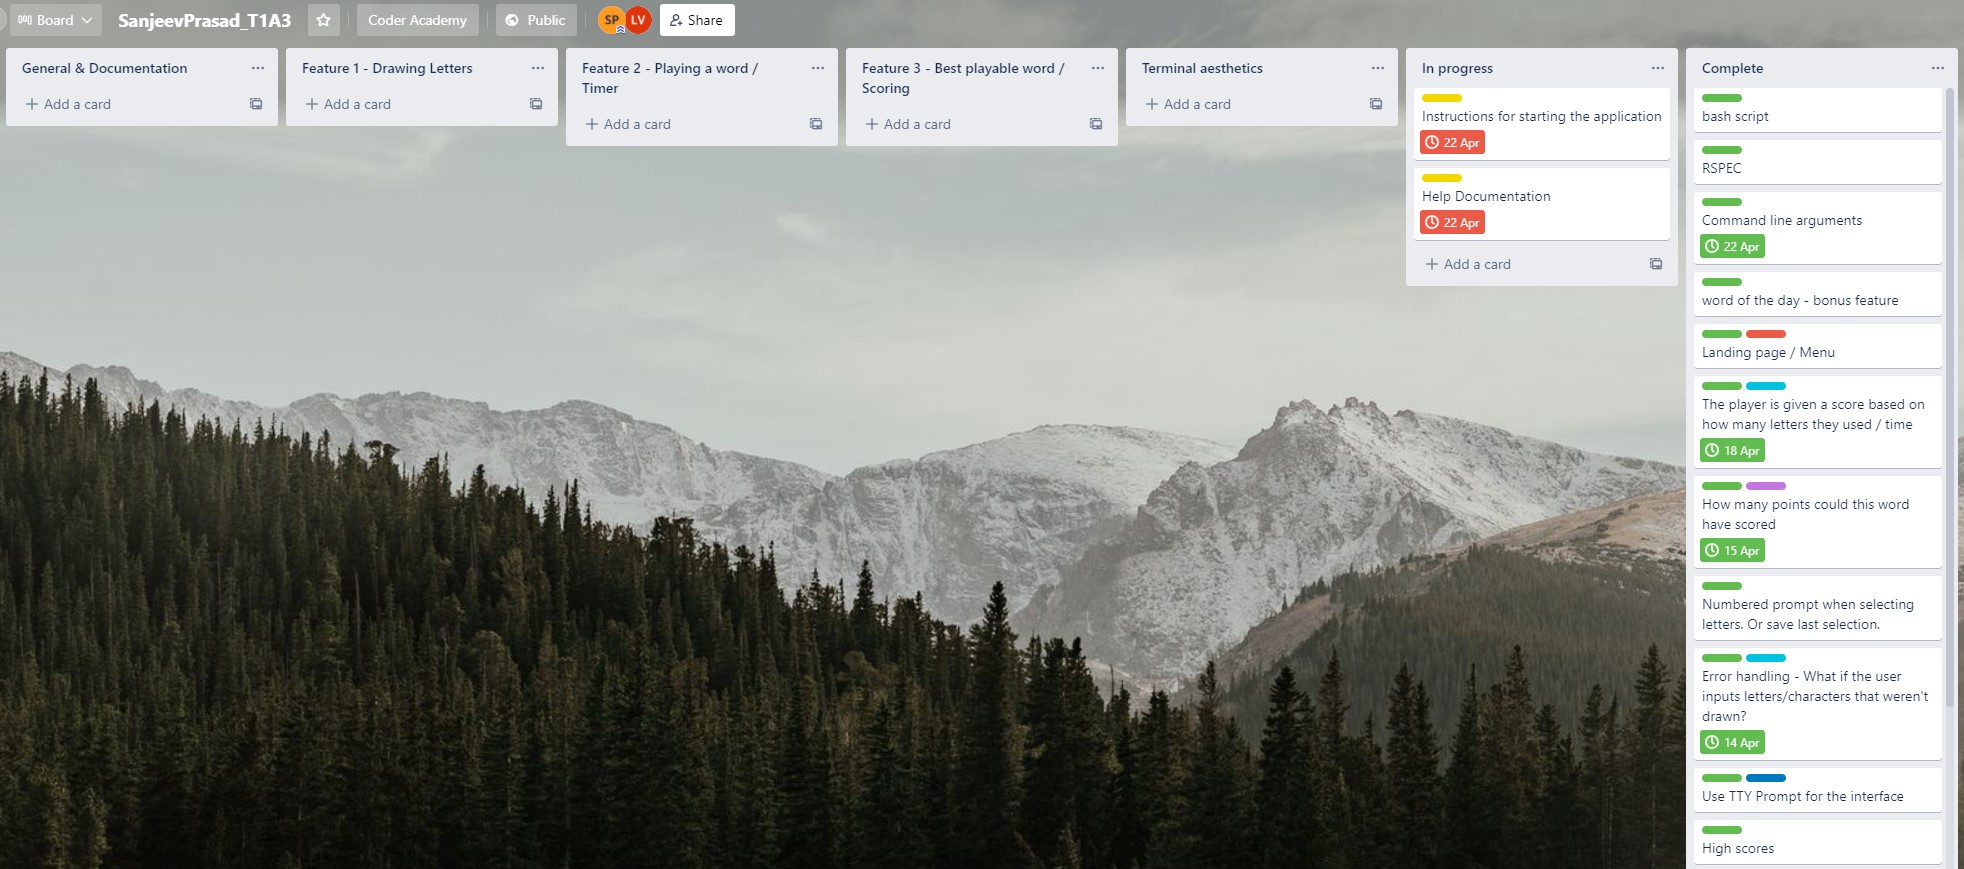 Board
SanjeevPrasad_T1A3
Coder Academy
Public
SP
LV
Share
General & Documentation
Add a card
Feature 1 - Drawing Letters
Add a card
Feature 2 - Playing a word /
Timer
Add a card
Feature 3 - Best playable word /
Scoring
Add a card
Terminal aesthetics
Add a card
In progress
Instructions for starting the application
22 Apr
Help Documentation
22 Apr
Add a card
Complete
bash script
RSPEC
Command line arguments
22 Apr
word of the day - bonus feature
Landing page / Menu
The player is given a score based on
how many letters they used / time
18 Apr
How many points could this word
have scored
15 Apr
Numbered prompt when selecting
letters. Or save last selection.
Error handling - What if the user
inputs letters/characters that weren't
drawn?
14 Apr
Use TTY Prompt for the interface
High scores